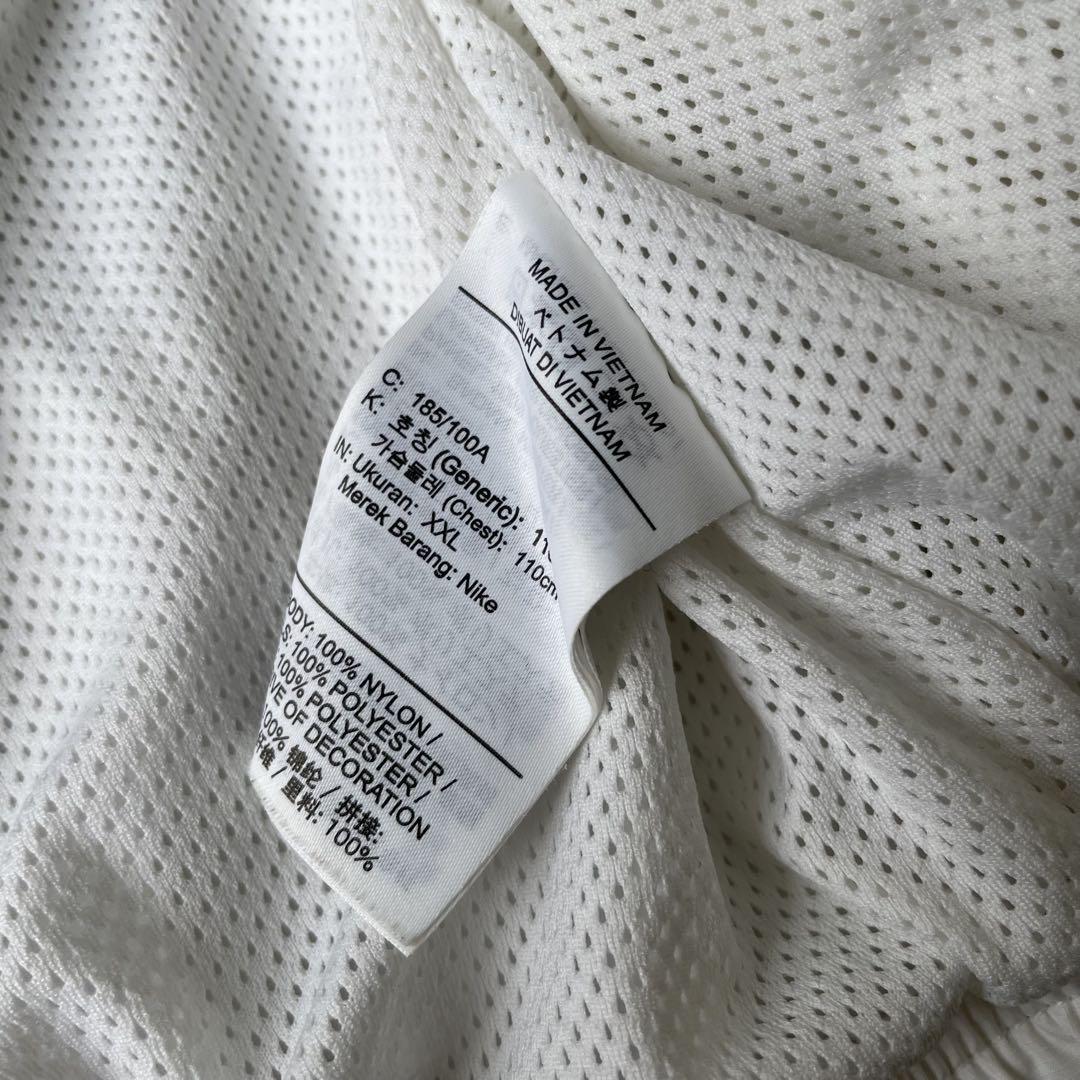 MADE IN VIETNAM
ベトナム製
DIBUAT DI VIETNAM
C: 185/100A
K: 호칭 (Generic):
가슴둘레 (Chest): 110cm
IN: Ukuran: XXL
Merek Barang: Nike
100% NYLON /
100% POLYESTER /
100% POLYESTER /
OF DECORATION
锦纶 / 拼接:
/ 里料: 100%